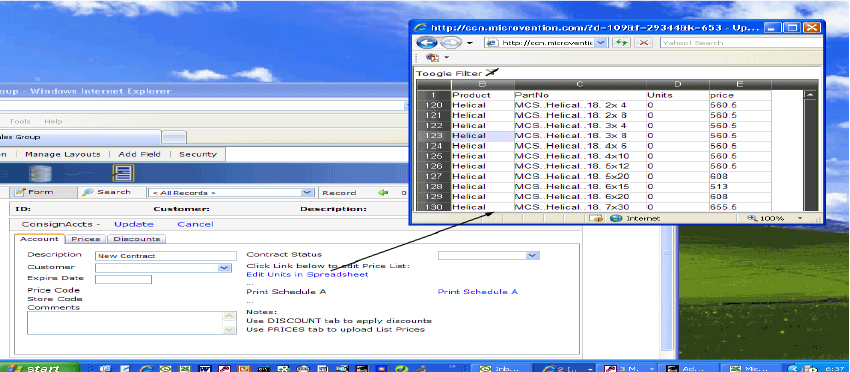 http://ccn.microvention.com/?d-109&f-29344&k-653 - Up...
http://ccn.microventic
Yahoo! Search
Toogle Filter
B C D E
1 Product PartNo Units price
120 Helical MCS..Helical..18. 2x 4 0 560.5
121 Helical MCS..Helical..18. 2x 8 0 560.5
122 Helical MCS..Helical..18. 3x 4 0 560.5
123 Helical MCS..Helical..18. 3x 8 0 560.5
124 Helical MCS..Helical..18. 4x 6 0 560.5
125 Helical MCS..Helical..18. 4x10 0 560.5
126 Helical MCS..Helical..18. 5x12 0 560.5
127 Helical MCS..Helical..18. 5x20 0 608
128 Helical MCS..Helical..18. 6x15 0 513
129 Helical MCS..Helical..18. 6x20 0 608
130 Helical MCS..Helical..18. 7x30 0 655.5
Internet 100%
oup - Windows Internet Explorer
Tools Help
ales Group
n | Manage Layouts | Add Field | Security
Form Search < All Records > Record
ID: Customer: Description:
ConsignAccts - Update Cancel
Account Prices Discounts
Description New Contract Contract Status
Customer Click Link below to edit Price List:
Expire Date Edit Units in Spreadsheet
...
Price Code Print Schedule A Print Schedule A
Store Code ...
Comments Notes:
Use DISCOUNT tab to apply discounts
Use PRICES tab to upload List Prices
start Inb... 2 I.. 3 M.. Ad... Mic... 6:37